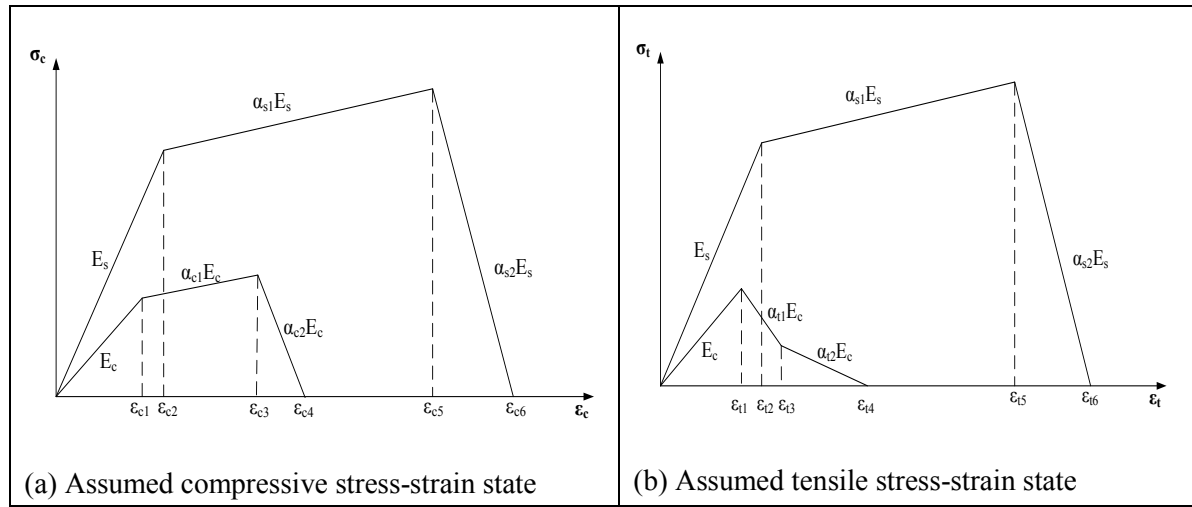 σc
αs1Es
Es
αc1Ec
αs2Es
αc2Ec
Ec
εc1 εc2 εc3 εc4 εc5 εc6 εc
(a) Assumed compressive stress-strain state
σt
αs1Es
Es
αs2Es
αt1Ec
Ec
αt2Ec
εt1 εt2 εt3 εt4 εt5 εt6 εt
(b) Assumed tensile stress-strain state